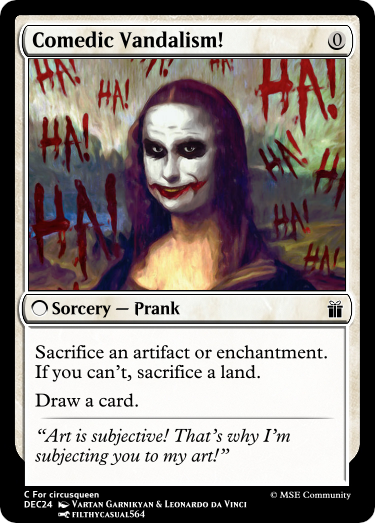 Comedic Vandalism!
0
HA!
HA!
HA!
HA!
HA!
HA!
HA!
HA!
Sorcery — Prank
Sacrifice an artifact or enchantment.
If you can't, sacrifice a land.
Draw a card.
“Art is subjective! That's why I'm
subjecting you to my art!”
C For circusqueen
DEC24 Vartan Garnikyan & Leonardo da Vinci
filthycasual564
© MSE Community